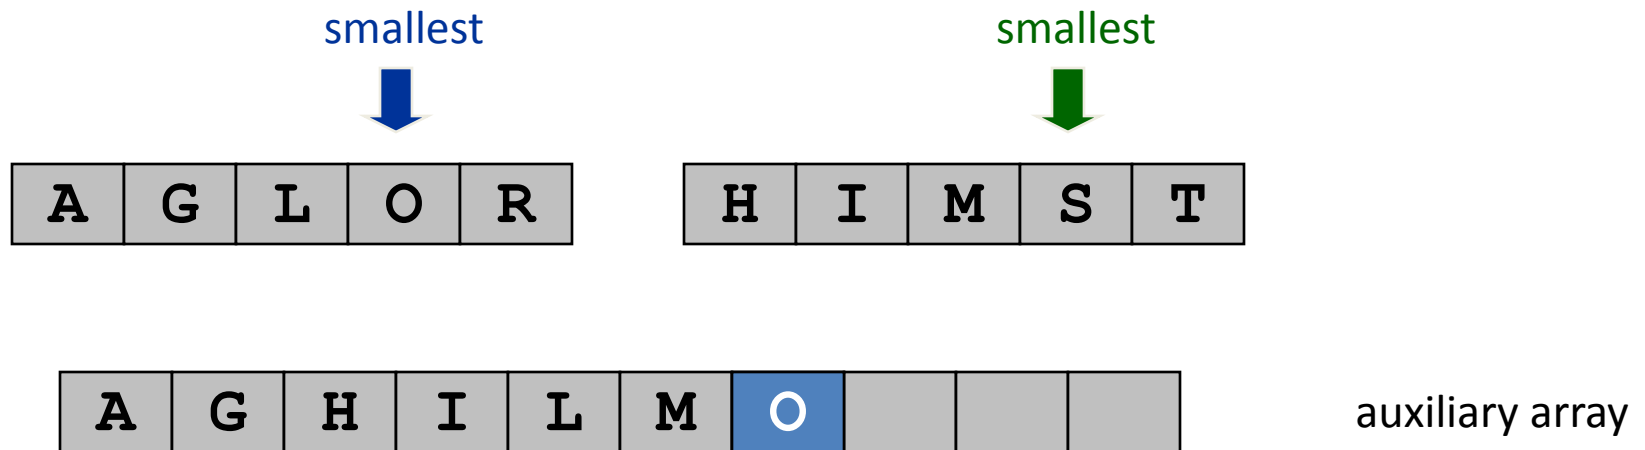 smallest smallest
A G L O R H I M S T
A G H I L M O auxiliary array